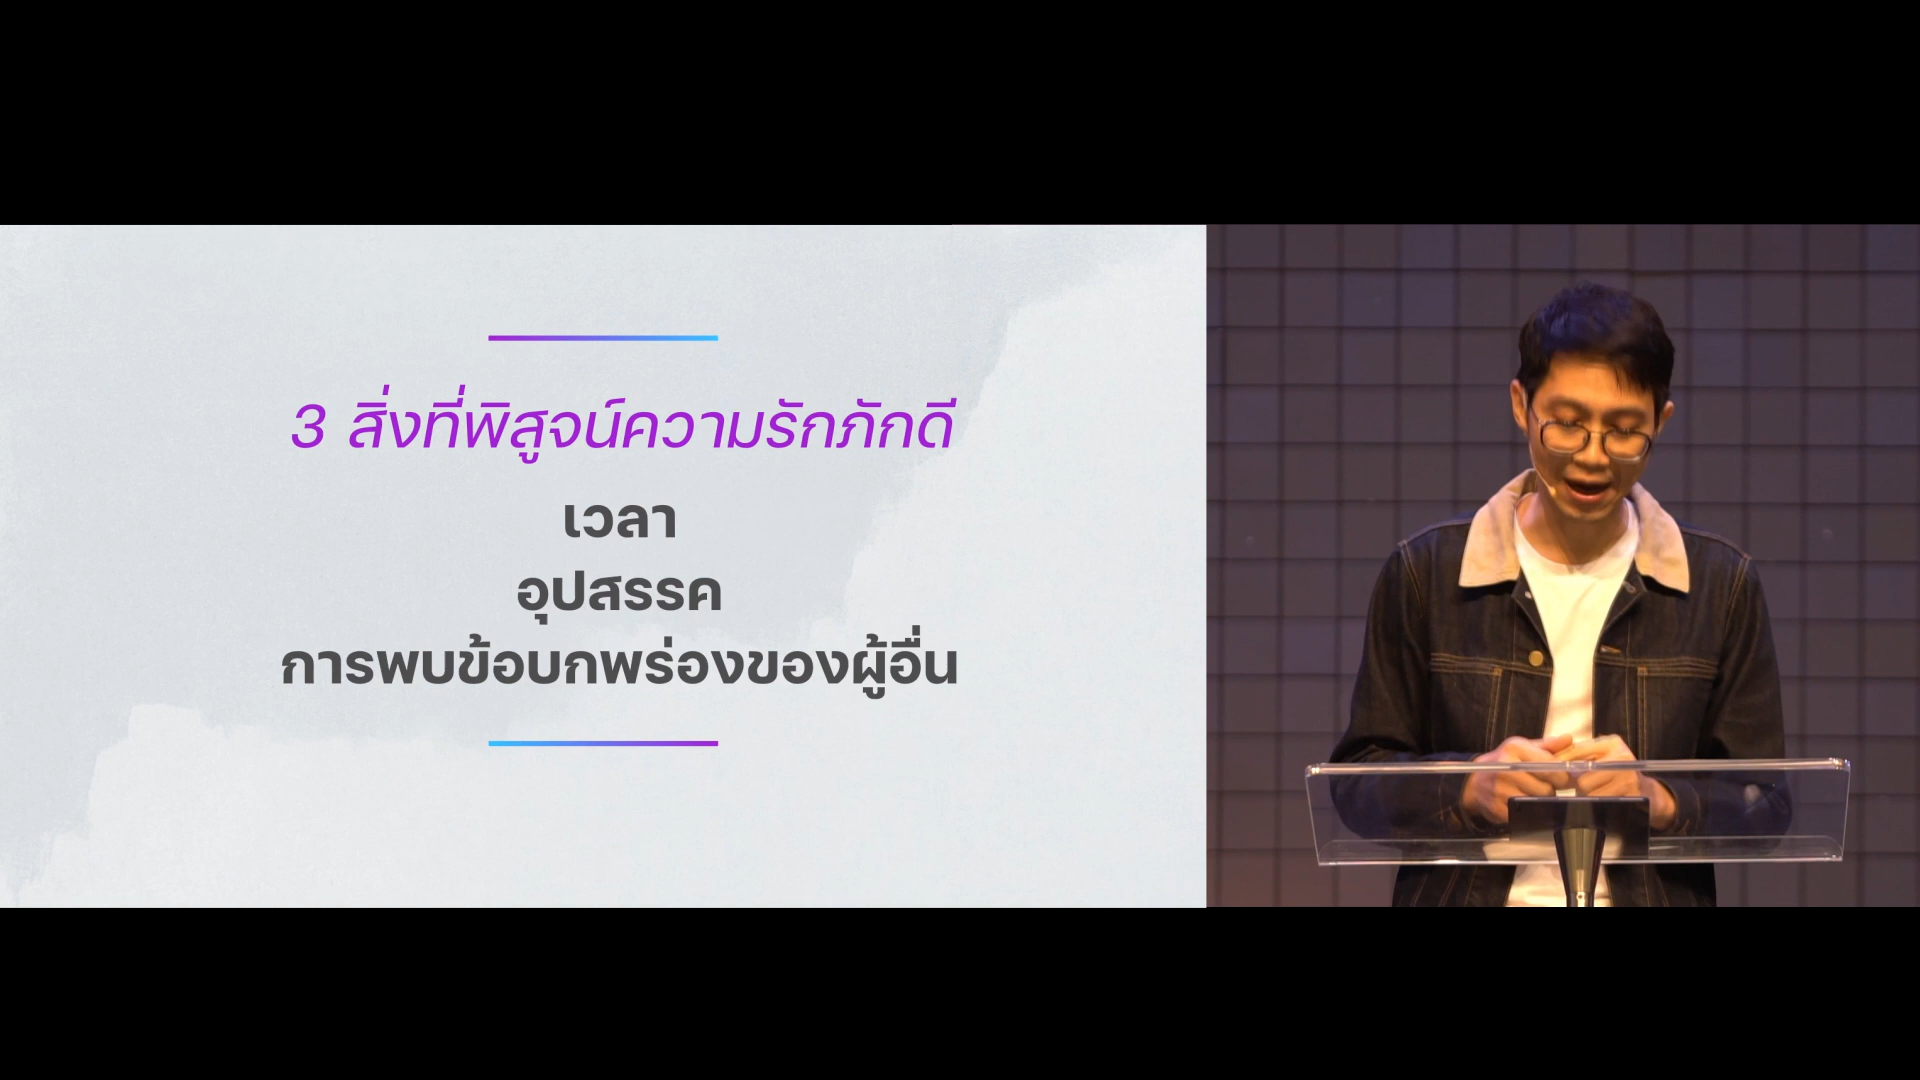 3 สิ่งที่พิสูจน์ความรักภักดี
เวลา
อุปสรรค
การพบข้อบกพร่องของผู้อื่น